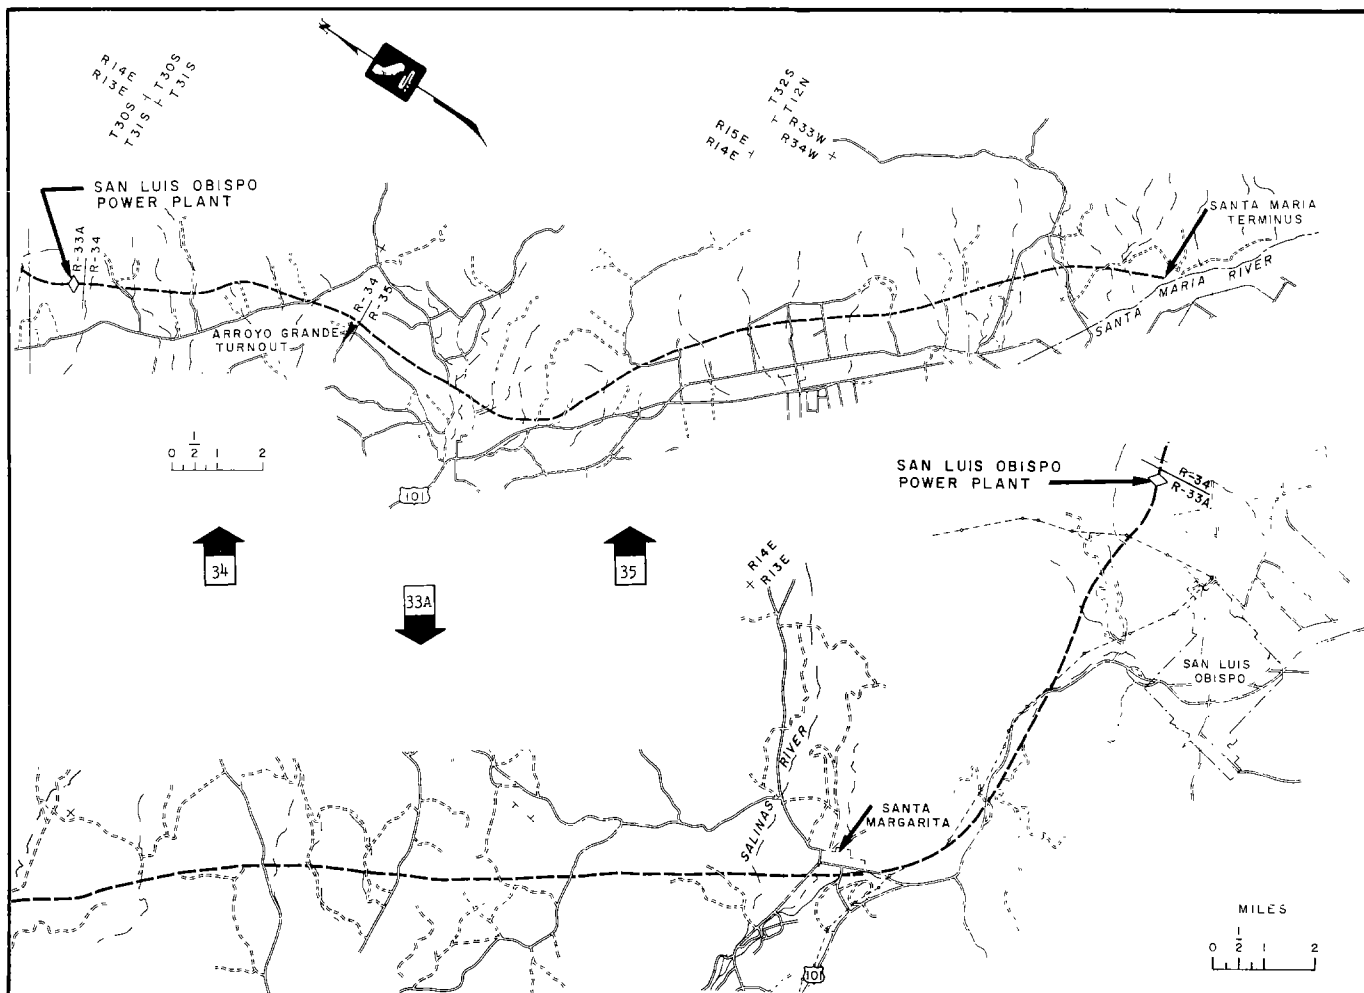 N
R14E
R13E
T30S
T31S
T30S
T31S
T32S
T12N
R15E
R14E
R33W
R34W
SAN LUIS OBISPO
POWER PLANT
R-33A
R-34
SANTA MARIA
TERMINUS
SANTA MARIA RIVER
R-34
R-35
ARROYO GRANDE
TURNOUT
0 1/2 1 2
101
SAN LUIS OBISPO
POWER PLANT
R-34
R-33A
34
35
33A
R14E
R13E
SAN LUIS
OBISPO
SALINAS RIVER
SANTA
MARGARITA
101
MILES
0 1/2 1 2